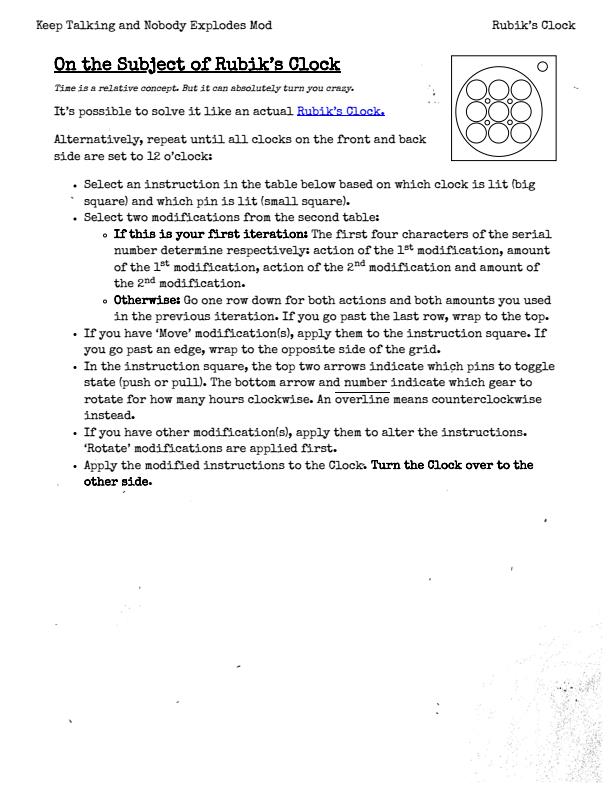 Keep Talking and Nobody Explodes Mod
Rubik's Clock
On the Subject of Rubik's Clock
Time is a relative concept. But it can absolutely turn you crazy.
It's possible to solve it like an actual Rubik's Clock.
Alternatively, repeat until all clocks on the front and back
side are set to 12 o'clock:
• Select an instruction in the table below based on which clock is lit (big
square) and which pin is lit (small square).
• Select two modifications from the second table:
◦ If this is your first iteration: The first four characters of the serial
number determine respectively: action of the 1st modification, amount
of the 1st modification, action of the 2nd modification and amount of
the 2nd modification.
◦ Otherwise: Go one row down for both actions and both amounts you used
in the previous iteration. If you go past the last row, wrap to the top.
• If you have 'Move' modification(s), apply them to the instruction square. If
you go past an edge, wrap to the opposite side of the grid.
• In the instruction square, the top two arrows indicate which pins to toggle
state (push or pull). The bottom arrow and number indicate which gear to
rotate for how many hours clockwise. An overline means counterclockwise
instead.
• If you have other modification(s), apply them to alter the instructions.
'Rotate' modifications are applied first.
• Apply the modified instructions to the Clock. Turn the Clock over to the
other side.